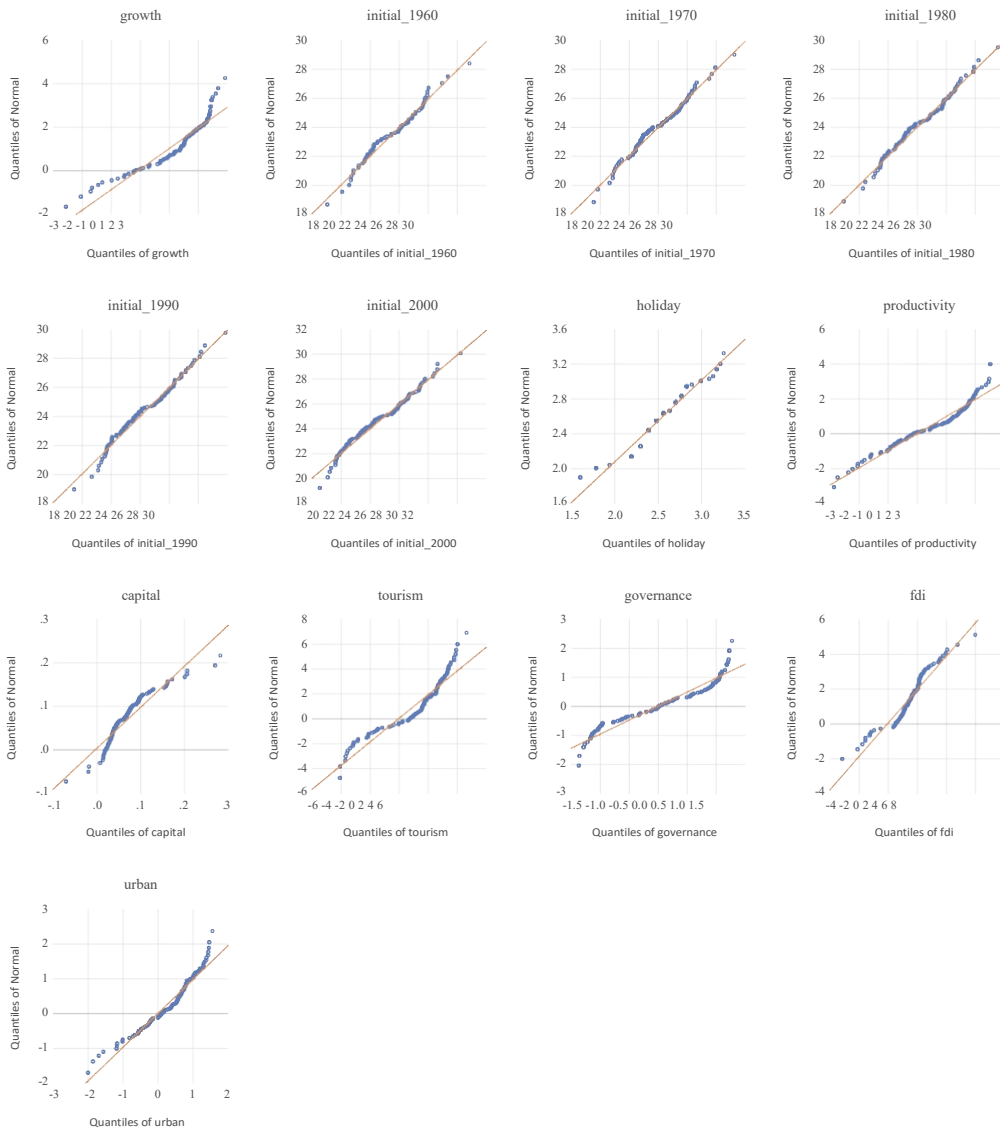 growth
6
4
2
0
-2
-3 -2 -1 0 1 2 3
Quantiles of Normal
Quantiles of growth
initial_1960
30
28
26
24
22
20
18
18 20 22 24 26 28 30
Quantiles of Normal
Quantiles of initial_1960
initial_1970
30
28
26
24
22
20
18
18 20 22 24 26 28 30
Quantiles of Normal
Quantiles of initial_1970
initial_1980
30
28
26
24
22
20
18
18 20 22 24 26 28 30
Quantiles of Normal
Quantiles of initial_1980
initial_1990
30
28
26
24
22
20
18
18 20 22 24 26 28 30
Quantiles of Normal
Quantiles of initial_1990
initial_2000
32
30
28
26
24
22
20
18
20 22 24 26 28 30 32
Quantiles of Normal
Quantiles of initial_2000
holiday
3.6
3.2
2.8
2.4
2.0
1.6
1.5 2.0 2.5 3.0 3.5
Quantiles of Normal
Quantiles of holiday
productivity
6
4
2
0
-2
-4
-3 -2 -1 0 1 2 3
Quantiles of Normal
Quantiles of productivity
capital
.3
.2
.1
.0
-.1
-.1 .0 .1 .2 .3
Quantiles of Normal
Quantiles of capital
tourism
8
6
4
2
0
-2
-4
-6
-6 -4 -2 0 2 4 6
Quantiles of Normal
Quantiles of tourism
governance
3
2
1
0
-1
-2
-3
-1.5 -1.0 -0.5 0.0 0.5 1.0 1.5
Quantiles of Normal
Quantiles of governance
fdi
6
4
2
0
-2
-4
-4 -2 0 2 4 6 8
Quantiles of Normal
Quantiles of fdi
urban
3
2
1
0
-1
-2
-3 -2 -1 0 1 2
Quantiles of Normal
Quantiles of urban